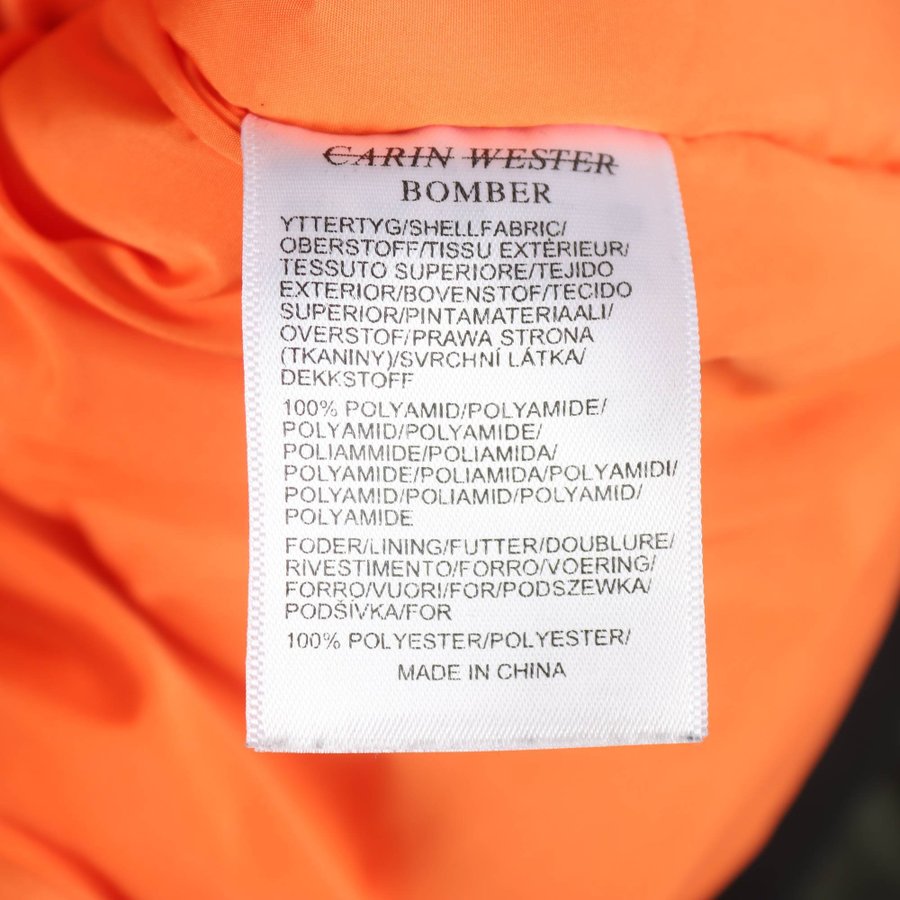 CARIN WESTER
BOMBER
YTTERTYG/SHELLFABRIC/
OBERSTOFF/TISSU EXTÉRIEUR/
TESSUTO SUPERIORE/TEJIDO
EXTERIOR/BOVENSTOF/TECIDO
SUPERIOR/PINTAMATERIAALI/
OVERSTOF/PRAWA STRONA
(TKANINY)/SVRCHNÍ LÁTKA/
DEKKSTOFF
100% POLYAMID/POLYAMIDE/
POLYAMID/POLYAMIDE/
POLIAMMIDE/POLIAMIDA/
POLYAMIDE/POLIAMIDA/POLYAMIDI/
POLYAMID/POLIAMID/POLYAMID/
POLYAMIDE
FODER/LINING/FUTTER/DOUBLURE/
RIVESTIMENTO/FORRO/VOERING/
FORRO/VUORI/FOR/PODSZEWKA/
PODŠÍVKA/FOR
100% POLYESTER/POLYESTER/
MADE IN CHINA